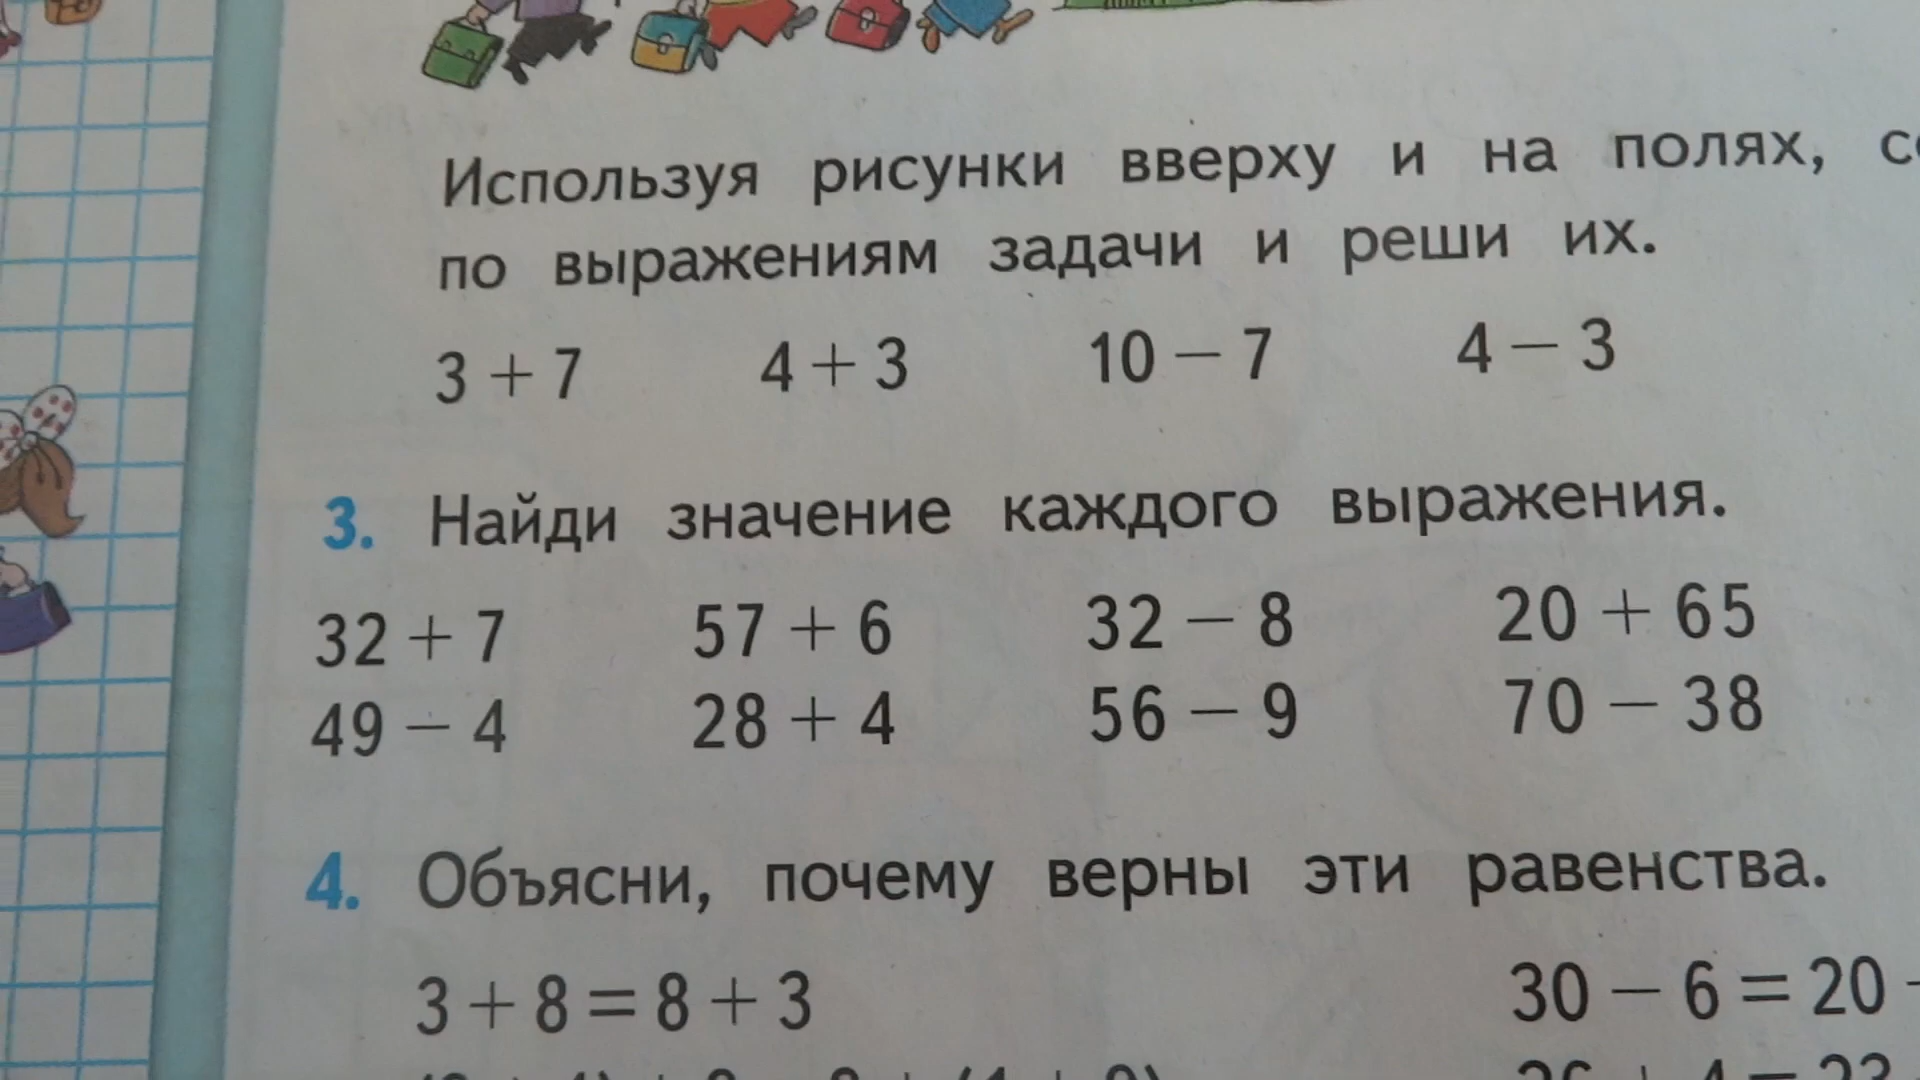 Используя рисунки вверху и на полях,
по выражениям задачи и реши их.
3 + 7 4 + 3 10 − 7 4 − 3
3. Найди значение каждого выражения.
32 + 7 57 + 6 32 − 8 20 + 65
49 − 4 28 + 4 56 − 9 70 − 38
4. Объясни, почему верны эти равенства.
3 + 8 = 8 + 3 30 − 6 = 20